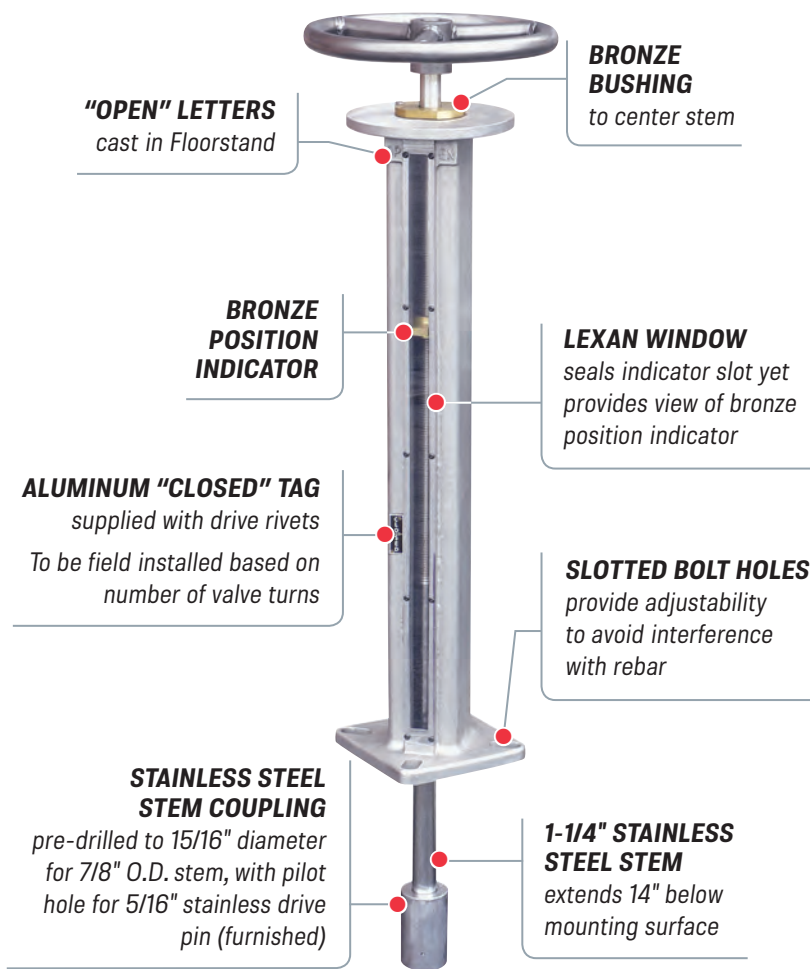 BRONZE
BUSHING
to center stem
“OPEN” LETTERS
cast in Floorstand
BRONZE
POSITION
INDICATOR
LEXAN WINDOW
seals indicator slot yet
provides view of bronze
position indicator
ALUMINUM “CLOSED” TAG
supplied with drive rivets
To be field installed based on
number of valve turns
SLOTTED BOLT HOLES
provide adjustability
to avoid interference
with rebar
STAINLESS STEEL
STEM COUPLING
pre-drilled to 15/16" diameter
for 7/8" O.D. stem, with pilot
hole for 5/16" stainless drive
pin (furnished)
1-1/4" STAINLESS
STEEL STEM
extends 14" below
mounting surface